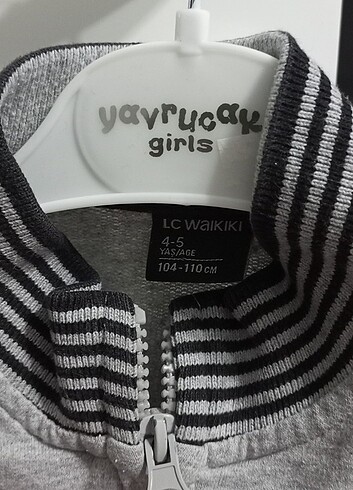 yavrucak
girls
LC WAIKIKI
4-5
YAŞ/AGE
104-110 CM